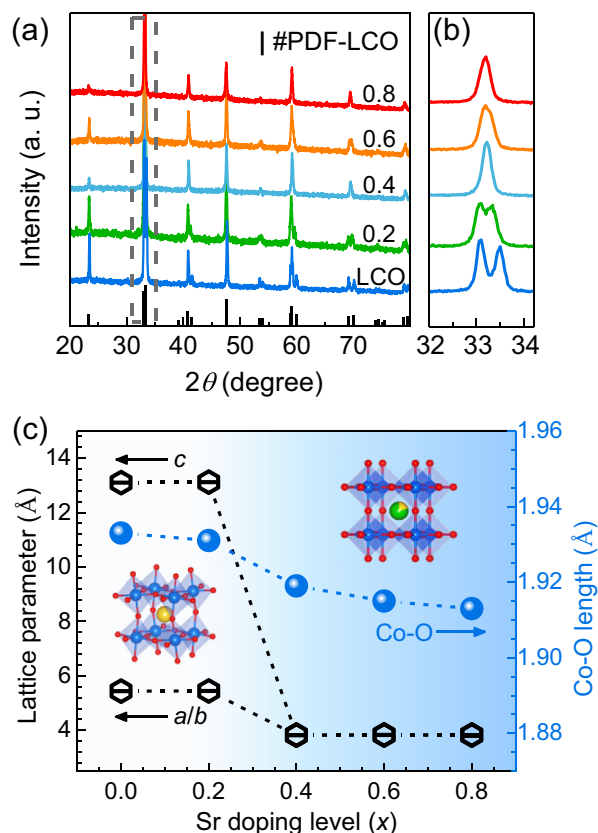 (a)
#PDF-LCO
(b)
0.8
0.6
0.4
0.2
LCO
Intensity (a. u.)
20 30 40 50 60 70
32 33 34
2θ (degree)
(c)
14
12
10
8
6
4
Lattice parameter (Å)
c
a/b
Co-O
1.96
1.94
1.92
1.90
1.88
Co-O length (Å)
0.0 0.2 0.4 0.6 0.8
Sr doping level (x)